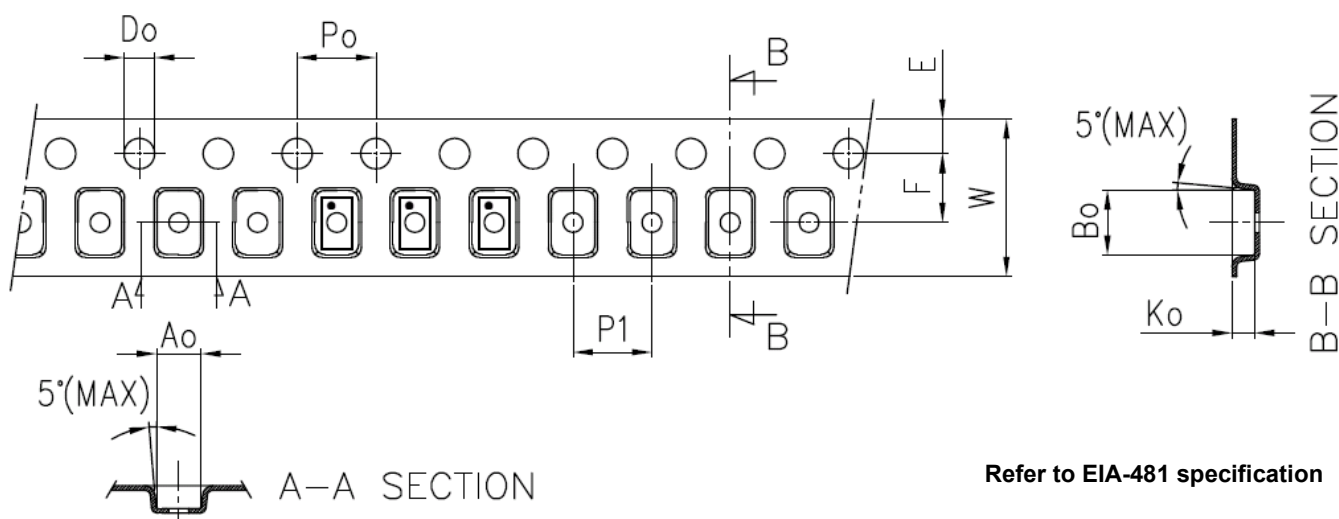 Do
Po
B
E
5°(MAX)
F
W
Bo
B-B SECTION
A
A
Ao
P1
B
Ko
5°(MAX)
A-A SECTION
Refer to EIA-481 specification